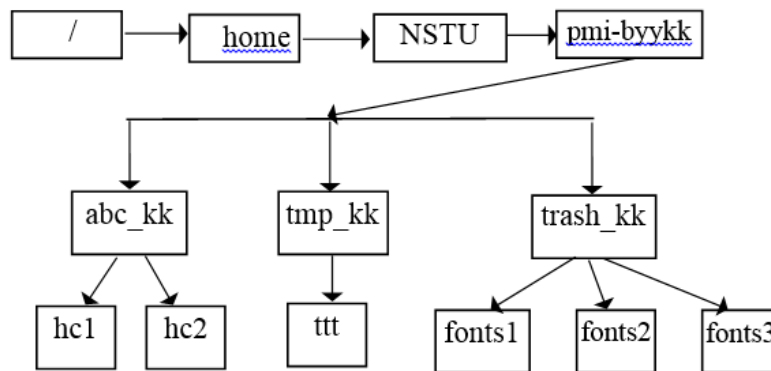 /
home
NSTU
pmi-byykk
abc_kk
tmp_kk
trash_kk
hc1
hc2
ttt
fonts1
fonts2
fonts3